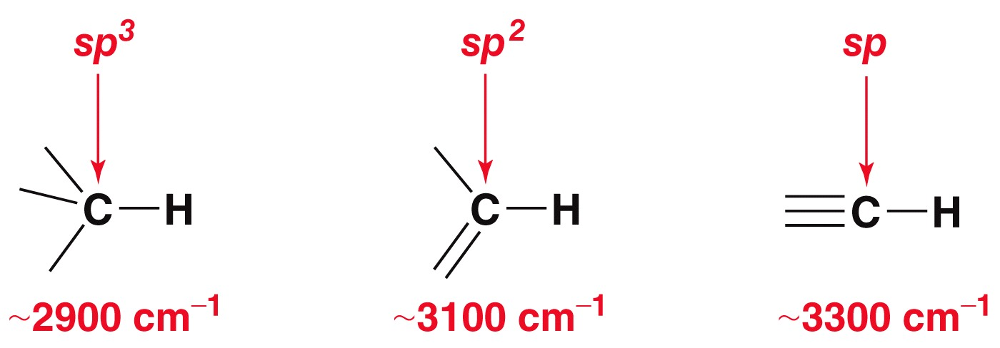 sp³ sp² sp
C—H C—H ≡C—H
~2900 cm⁻¹ ~3100 cm⁻¹ ~3300 cm⁻¹